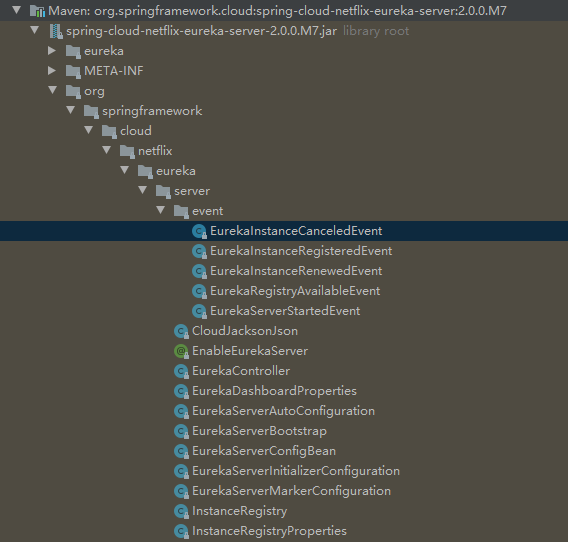 Maven: org.springframework.cloud:spring-cloud-netflix-eureka-server:2.0.0.M7
spring-cloud-netflix-eureka-server-2.0.0.M7.jar library root
eureka
META-INF
org
springframework
cloud
netflix
eureka
server
event
EurekaInstanceCanceledEvent
EurekaInstanceRegisteredEvent
EurekaInstanceRenewedEvent
EurekaRegistryAvailableEvent
EurekaServerStartedEvent
CloudJacksonJson
EnableEurekaServer
EurekaController
EurekaDashboardProperties
EurekaServerAutoConfiguration
EurekaServerBootstrap
EurekaServerConfigBean
EurekaServerInitializerConfiguration
EurekaServerMarkerConfiguration
InstanceRegistry
InstanceRegistryProperties